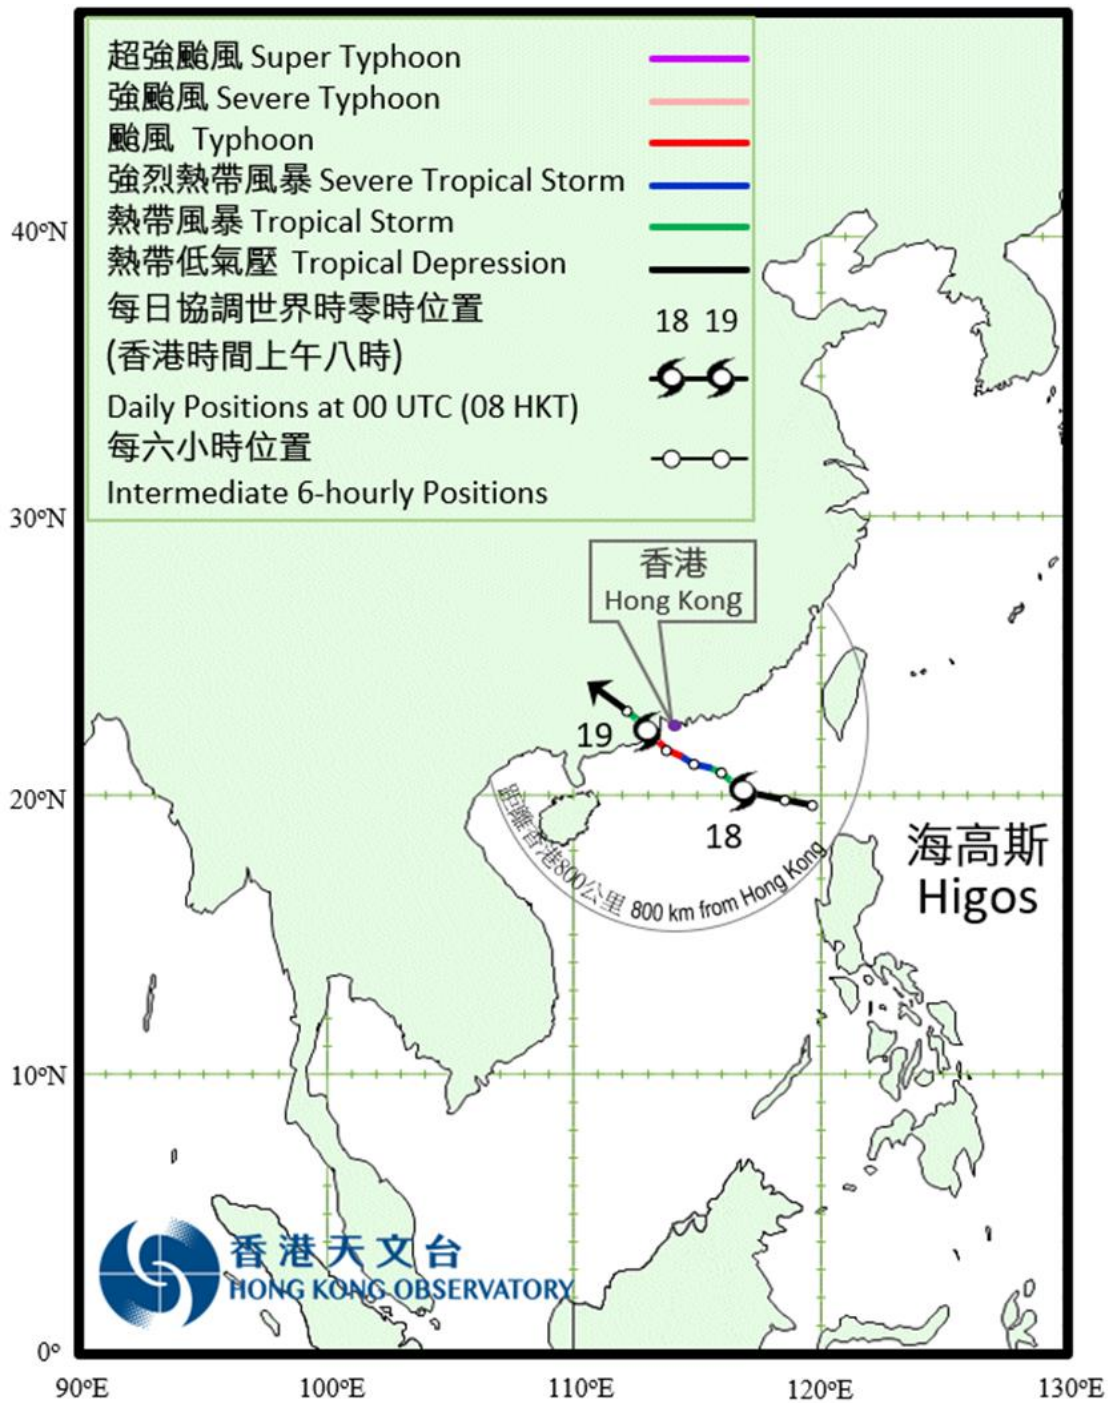 超強颱風 Super Typhoon
強颱風 Severe Typhoon
颱風 Typhoon
強烈熱帶風暴 Severe Tropical Storm
熱帶風暴 Tropical Storm
熱帶低氣壓 Tropical Depression
每日協調世界時零時位置
18 19
(香港時間上午八時)
Daily Positions at 00 UTC (08 HKT)
每六小時位置
Intermediate 6-hourly Positions
40°N
30°N
20°N
10°N
0°
香港
Hong Kong
19
18
距離香港800公里 800 km from Hong Kong
海高斯
Higos
香港天文台
HONG KONG OBSERVATORY
90°E 100°E 110°E 120°E 130°E